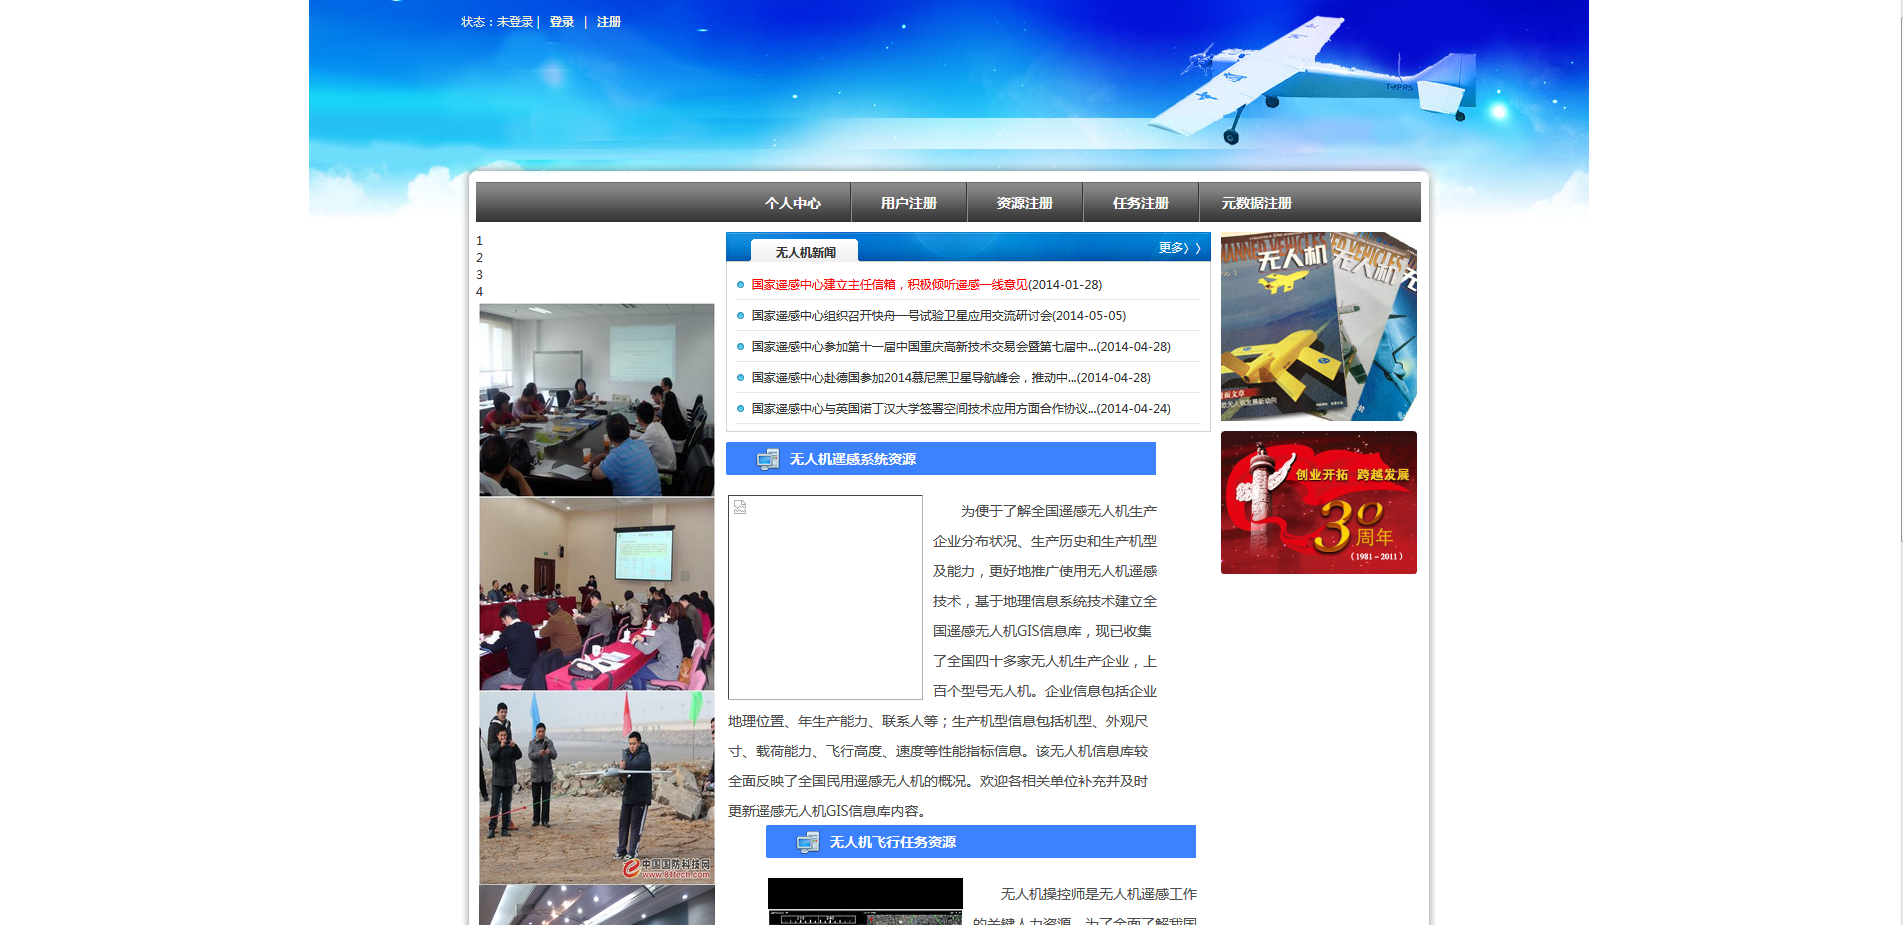 状态：未登录 | 登录 | 注册
TOPRS
个人中心 用户注册 资源注册 任务注册 元数据注册
1
2
3
4
无人机新闻 更多》
国家遥感中心建立主任信箱，积极倾听遥感一线意见(2014-01-28)
国家遥感中心组织召开快舟一号试验卫星应用交流研讨会(2014-05-05)
国家遥感中心参加第十一届中国重庆高新技术交易会暨第七届中...(2014-04-28)
国家遥感中心赴德国参加2014慕尼黑卫星导航峰会，推动中...(2014-04-28)
国家遥感中心与英国诺丁汉大学签署空间技术应用方面合作协议...(2014-04-24)
无人机遥感系统资源
为便于了解全国遥感无人机生产
企业分布状况、生产历史和生产机型
及能力，更好地推广使用无人机遥感
技术，基于地理信息系统技术建立全
国遥感无人机GIS信息库，现已收集
了全国四十多家无人机生产企业，上
百个型号无人机。企业信息包括企业
地理位置、年生产能力、联系人等；生产机型信息包括机型、外观尺
寸、载荷能力、飞行高度、速度等性能指标信息。该无人机信息库较
全面反映了全国民用遥感无人机的概况。欢迎各相关单位补充并及时
更新遥感无人机GIS信息库内容。
无人机飞行任务资源
无人机操控师是无人机遥感工作
的关键人力资源，为了全面了解我国
MANNED VEHICLES
无人机
No 3
创业开拓 跨越发展
30
周年
（1981-2011）
中国国防科技网
www.81tech.com